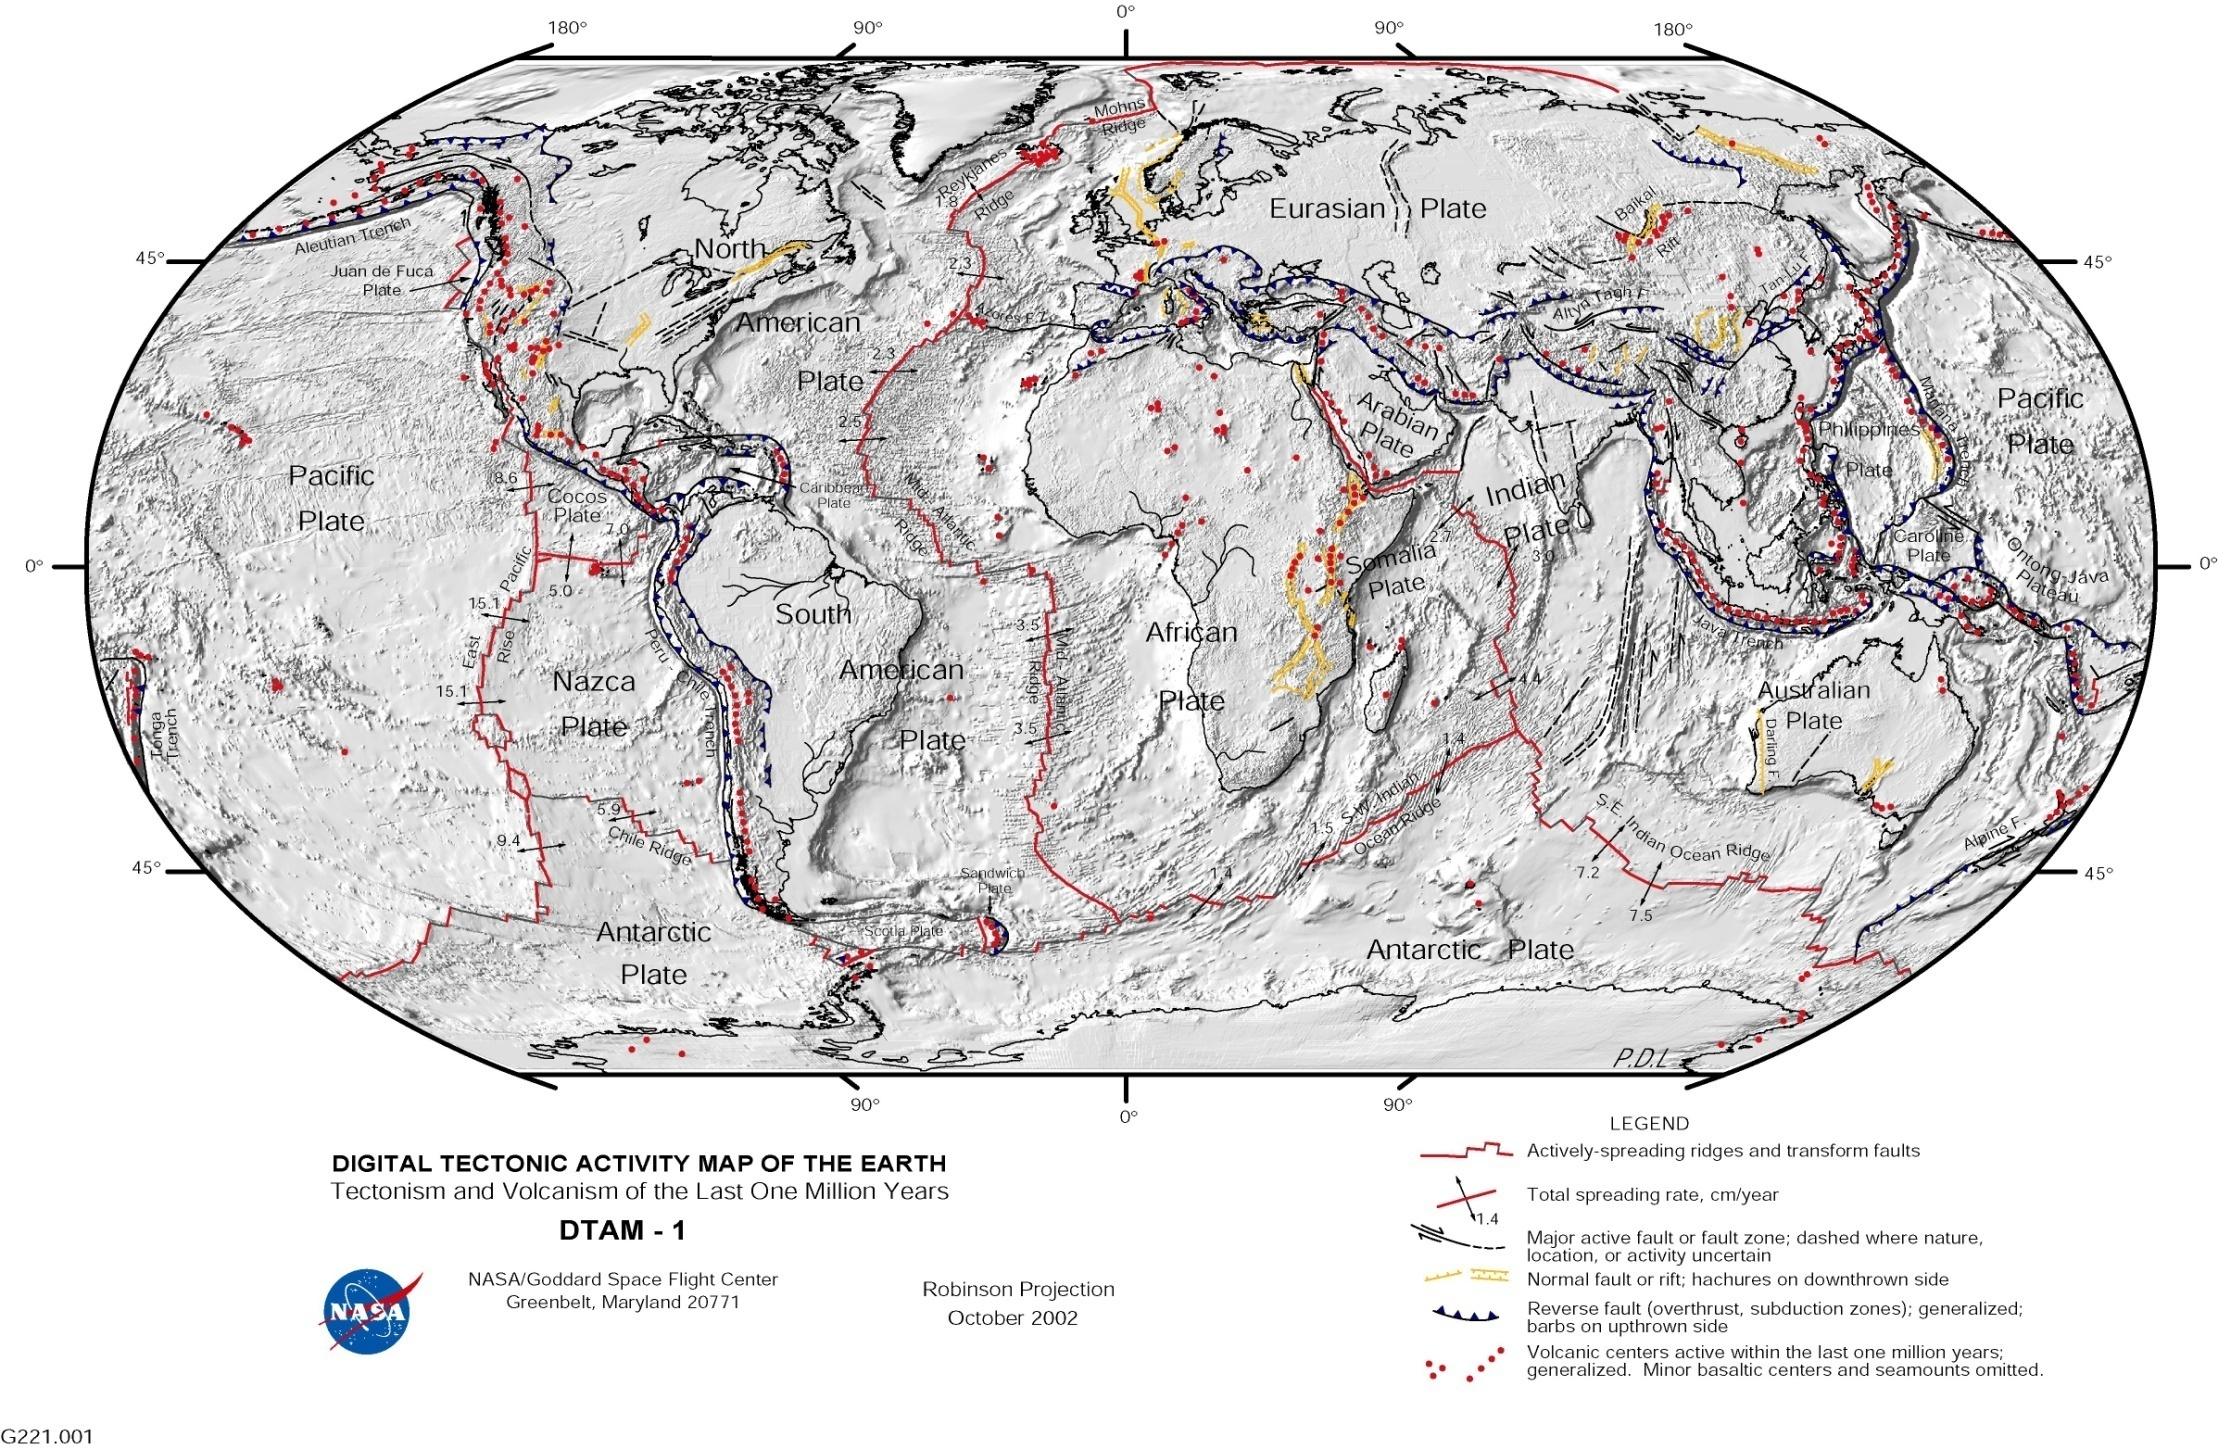 180°
90°
0°
90°
180°
Mohns
Ridge
Reykjanes
Ridge
1.8
Eurasian Plate
Baikal
Rift
Aleutian Trench
North
45°
45°
Juan de Fuca
Plate
2.3
Tan-Lu F.
Altyn Tagh F.
Azores F.Z.
American
Plate
2.3
2.5
Arabian
Plate
Mariana Trench
Pacific
Plate
Philippines
Plate
Pacific
Plate
8.6
Cocos
Plate
7.0
5.0
Caribbean
Plate
Mid-Atlantic
Ridge
Indian
Plate
2.7
3.0
Caroline
Plate
Ontong-Java
Plateau
0°
0°
Somalia
Plate
East Pacific
Rise
15.1
15.1
South
American
Plate
3.5
3.5
Mid-Atlantic
Ridge
African
Plate
Java Trench
Peru-Chile Trench
Nazca
Plate
Tonga
Trench
4.4
Australian
Plate
Darling F.
1.4
S.W. Indian
Ocean Ridge
1.5
1.4
5.9
Chile Ridge
9.4
S.E. Indian Ocean Ridge
7.2
7.5
Alpine F.
45°
45°
Sandwich
Plate
Scotia Plate
Antarctic
Plate
Antarctic Plate
P.D.L
90°
0°
90°
DIGITAL TECTONIC ACTIVITY MAP OF THE EARTH
Tectonism and Volcanism of the Last One Million Years
DTAM - 1
NASA
NASA/Goddard Space Flight Center
Greenbelt, Maryland 20771
Robinson Projection
October 2002
LEGEND
Actively-spreading ridges and transform faults
Total spreading rate, cm/year
1.4
Major active fault or fault zone; dashed where nature,
location, or activity uncertain
Normal fault or rift; hachures on downthrown side
Reverse fault (overthrust, subduction zones); generalized;
barbs on upthrown side
Volcanic centers active within the last one million years;
generalized. Minor basaltic centers and seamounts omitted.
G221.001